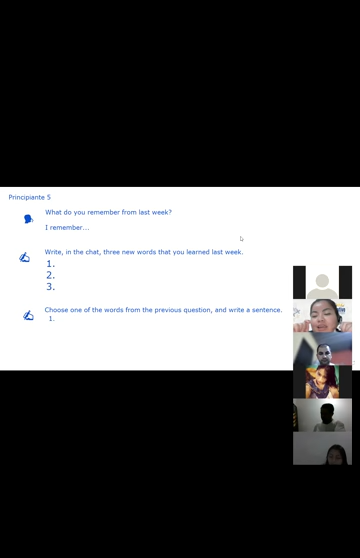 Principiante 5
What do you remember from last week?
I remember...
Write, in the chat, three new words that you learned last week.
1.
2.
3.
Choose one of the words from the previous question, and write a sentence.
1.